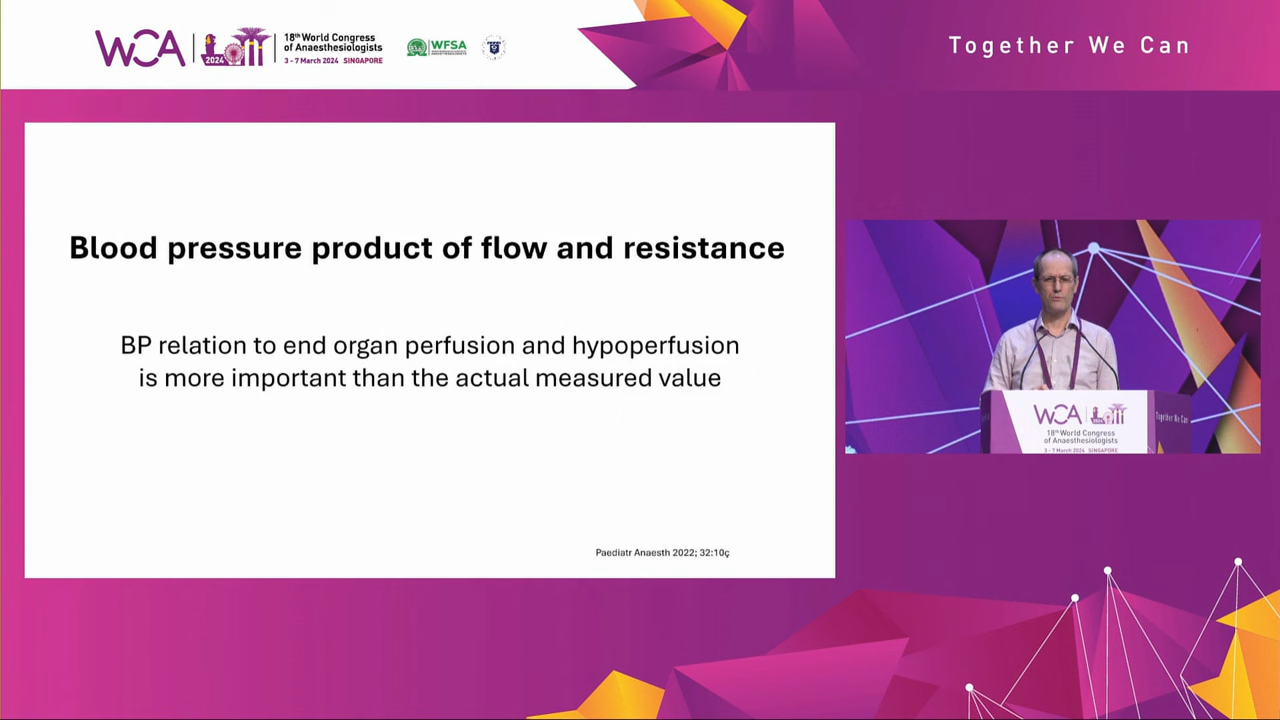 WCA
2024
18th World Congress
of Anaesthesiologists
3 - 7 March 2024 SINGAPORE
WFSA
Together We Can
Blood pressure product of flow and resistance
BP relation to end organ perfusion and hypoperfusion
is more important than the actual measured value
Paediatr Anaesth 2022; 32:10ç
WCA
18th World Congress
of Anaesthesiologists
3 - 7 March 2024 SINGAPORE
Together We Can